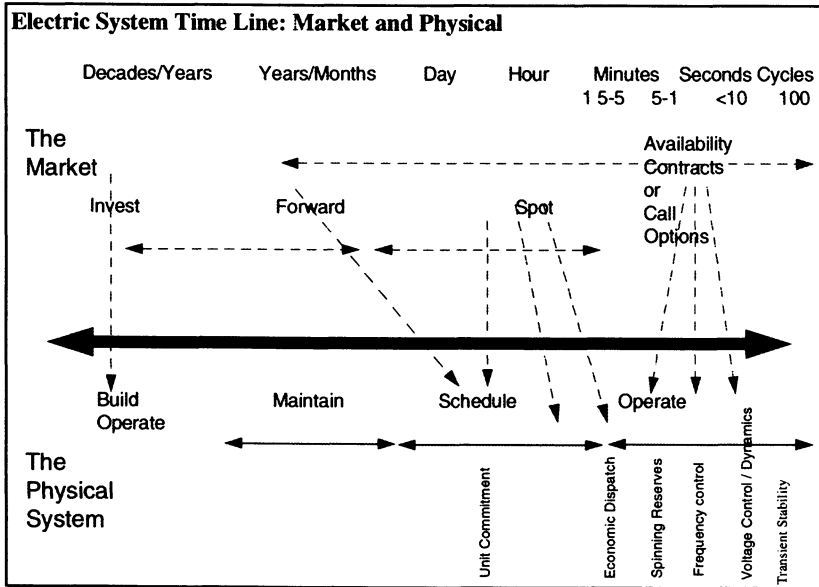 Electric System Time Line: Market and Physical
Decades/Years Years/Months Day Hour Minutes Seconds Cycles
1 5-5 5-1 <10 100
The
Market
Availability
Contracts
or
Call
Options
Invest Forward Spot
Build
Operate
Maintain Schedule Operate
The
Physical
System
Unit Commitment
Economic Dispatch
Spinning Reserves
Frequency control
Voltage Control / Dynamics
Transient Stability